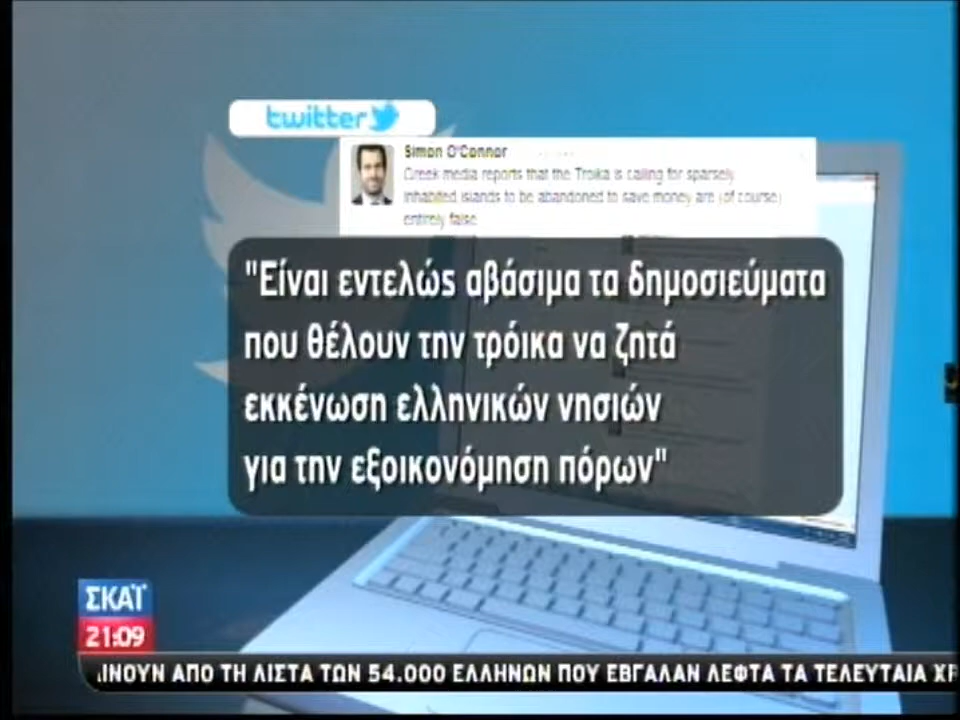 twitter
Simon O'Connor
Greek media reports that the Troika is calling for sparsely
inhabited islands to be abandoned to save money are (of course)
entirely false
"Είναι εντελώς αβάσιμα τα δημοσιεύματα
που θέλουν την τρόικα να ζητά
εκκένωση ελληνικών νησιών
για την εξοικονόμηση πόρων"
ΣΚΑΪ
21:09
ΙΝΟΥΝ ΑΠΟ ΤΗ ΛΙΣΤΑ ΤΩΝ 54.000 ΕΛΛΗΝΩΝ ΠΟΥ ΕΒΓΑΛΑΝ ΛΕΦΤΑ ΤΑ ΤΕΛΕΥΤΑΙΑ ΧΡ